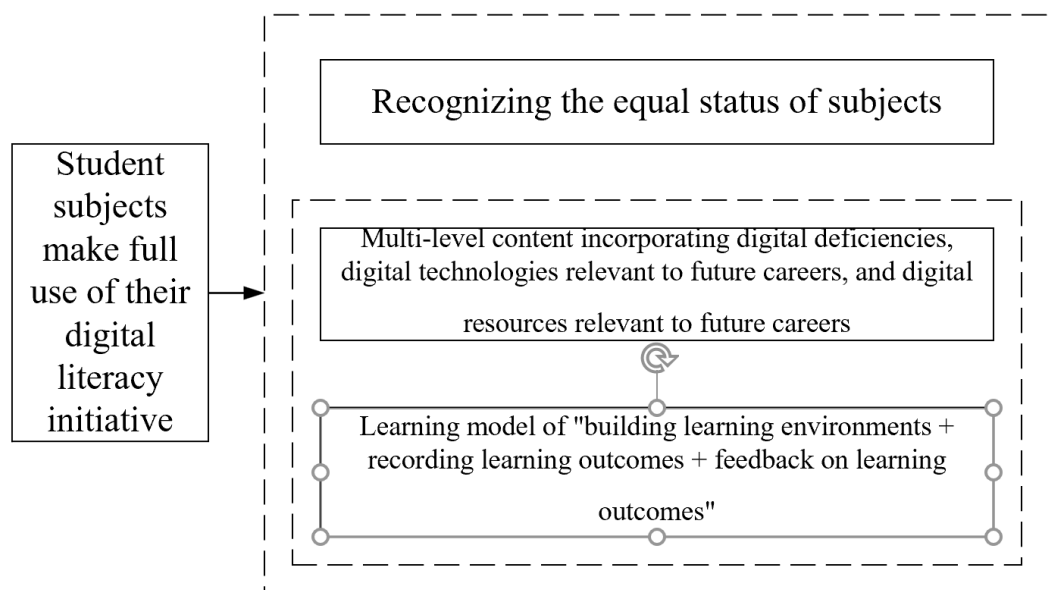 Student
subjects
make full
use of their
digital
literacy
initiative
Recognizing the equal status of subjects
Multi-level content incorporating digital deficiencies,
digital technologies relevant to future careers, and digital
resources relevant to future careers
Learning model of "building learning environments +
recording learning outcomes + feedback on learning
outcomes"